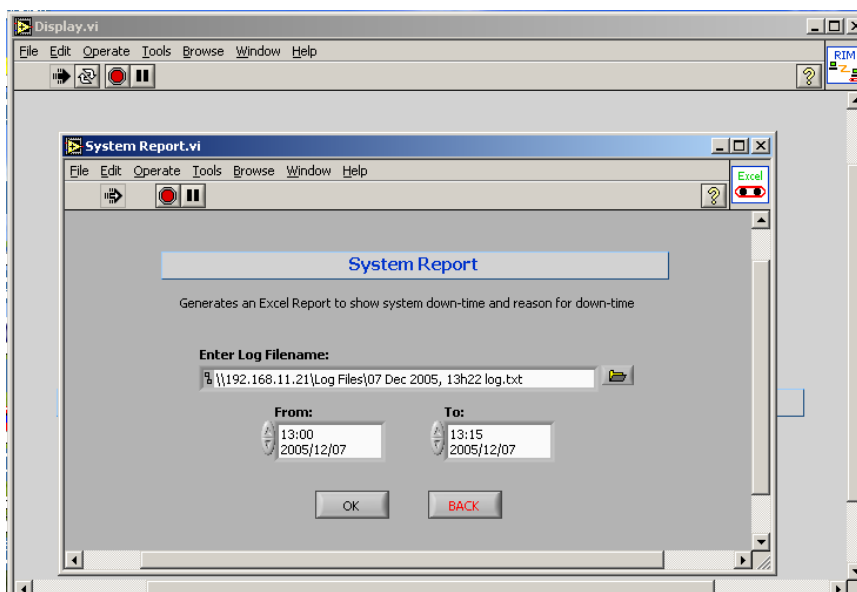 Display.vi
File Edit Operate Tools Browse Window Help
RIM
System Report.vi
File Edit Operate Tools Browse Window Help
Excel
System Report
Generates an Excel Report to show system down-time and reason for down-time
Enter Log Filename:
\\192.168.11.21\Log Files\07 Dec 2005, 13h22 log.txt
From: To:
13:00 13:15
2005/12/07 2005/12/07
OK BACK